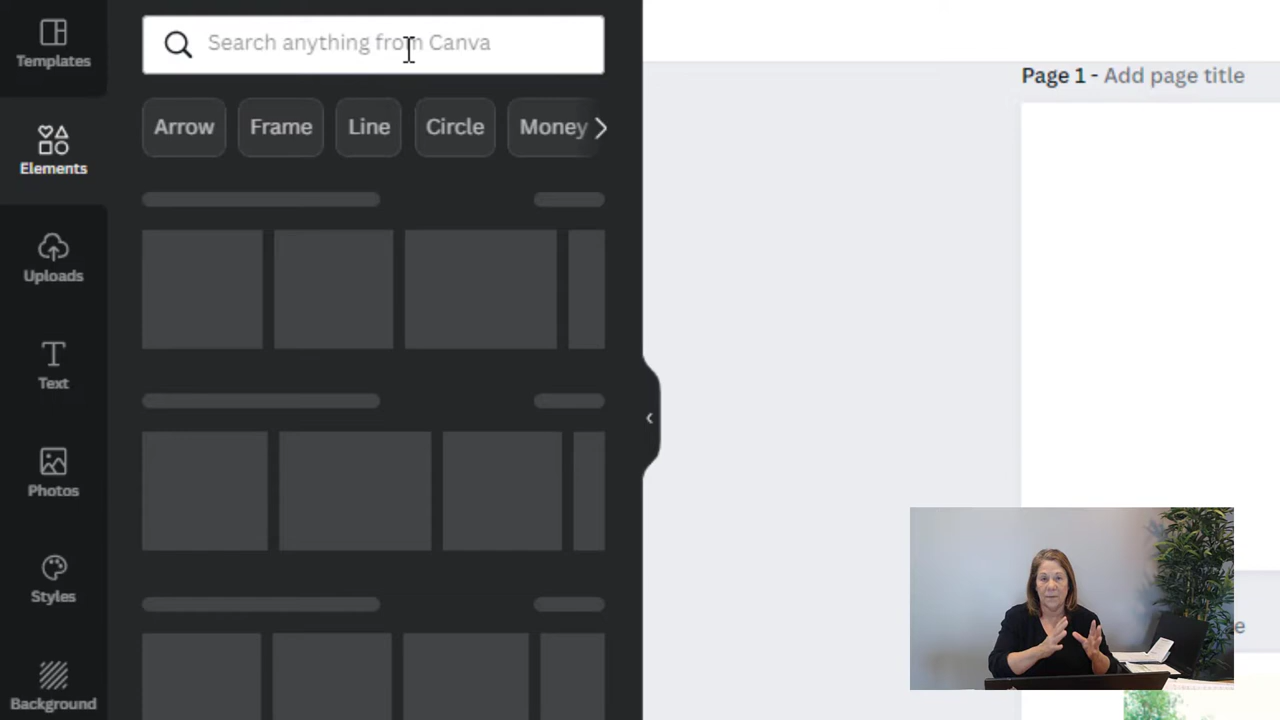 Templates
Search anything from Canva
Arrow
Frame
Line
Circle
Money
Page 1 - Add page title
Elements
Uploads
Text
Photos
Styles
Background